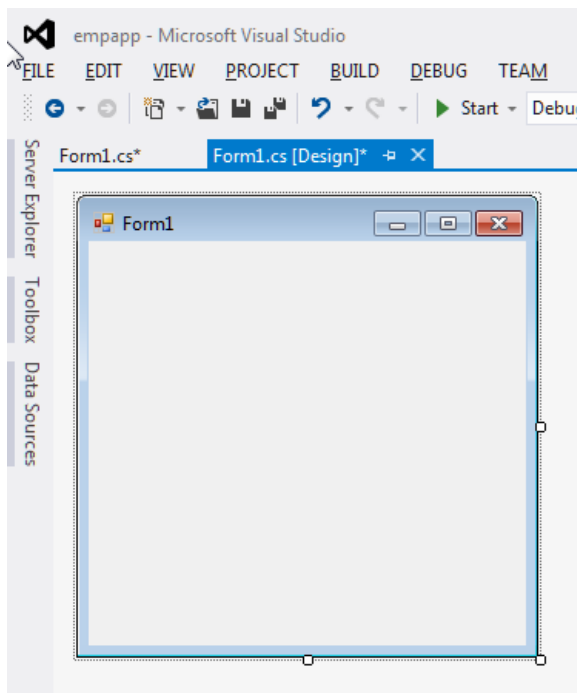 empapp - Microsoft Visual Studio
FILE EDIT VIEW PROJECT BUILD DEBUG TEAM
Start Debu
Form1.cs* Form1.cs [Design]*
Form1
Server Explorer
Toolbox
Data Sources